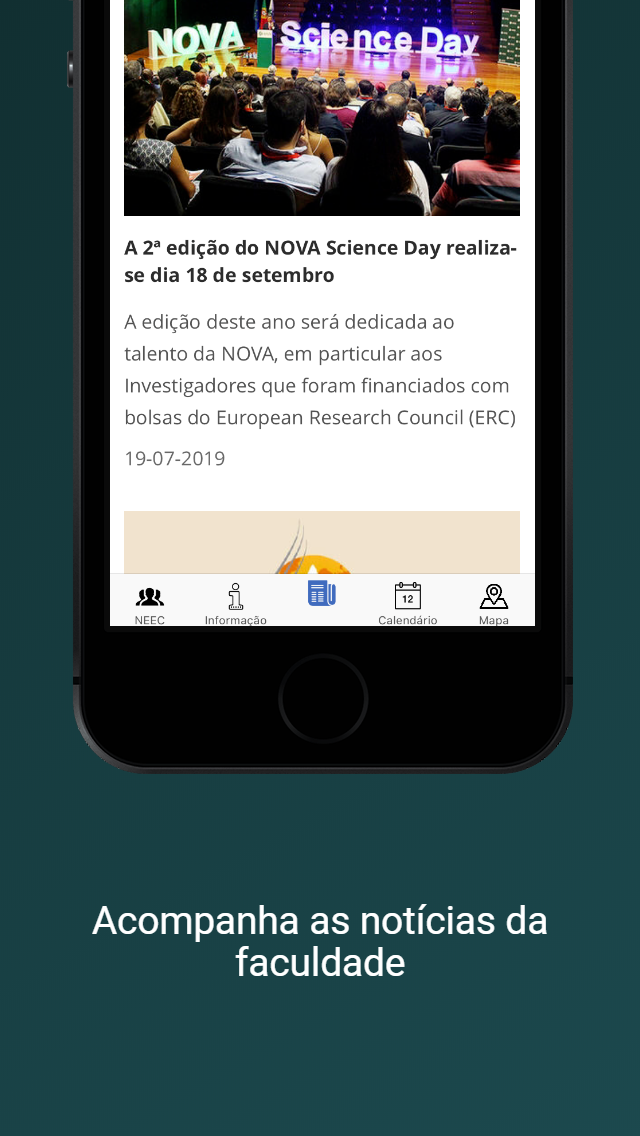 NOVA Science Day
A 2ª edição do NOVA Science Day realiza-
se dia 18 de setembro
A edição deste ano será dedicada ao
talento da NOVA, em particular aos
Investigadores que foram financiados com
bolsas do European Research Council (ERC)
19-07-2019
12
NEEC
Informação
Calendário
Mapa
Acompanha as notícias da
faculdade